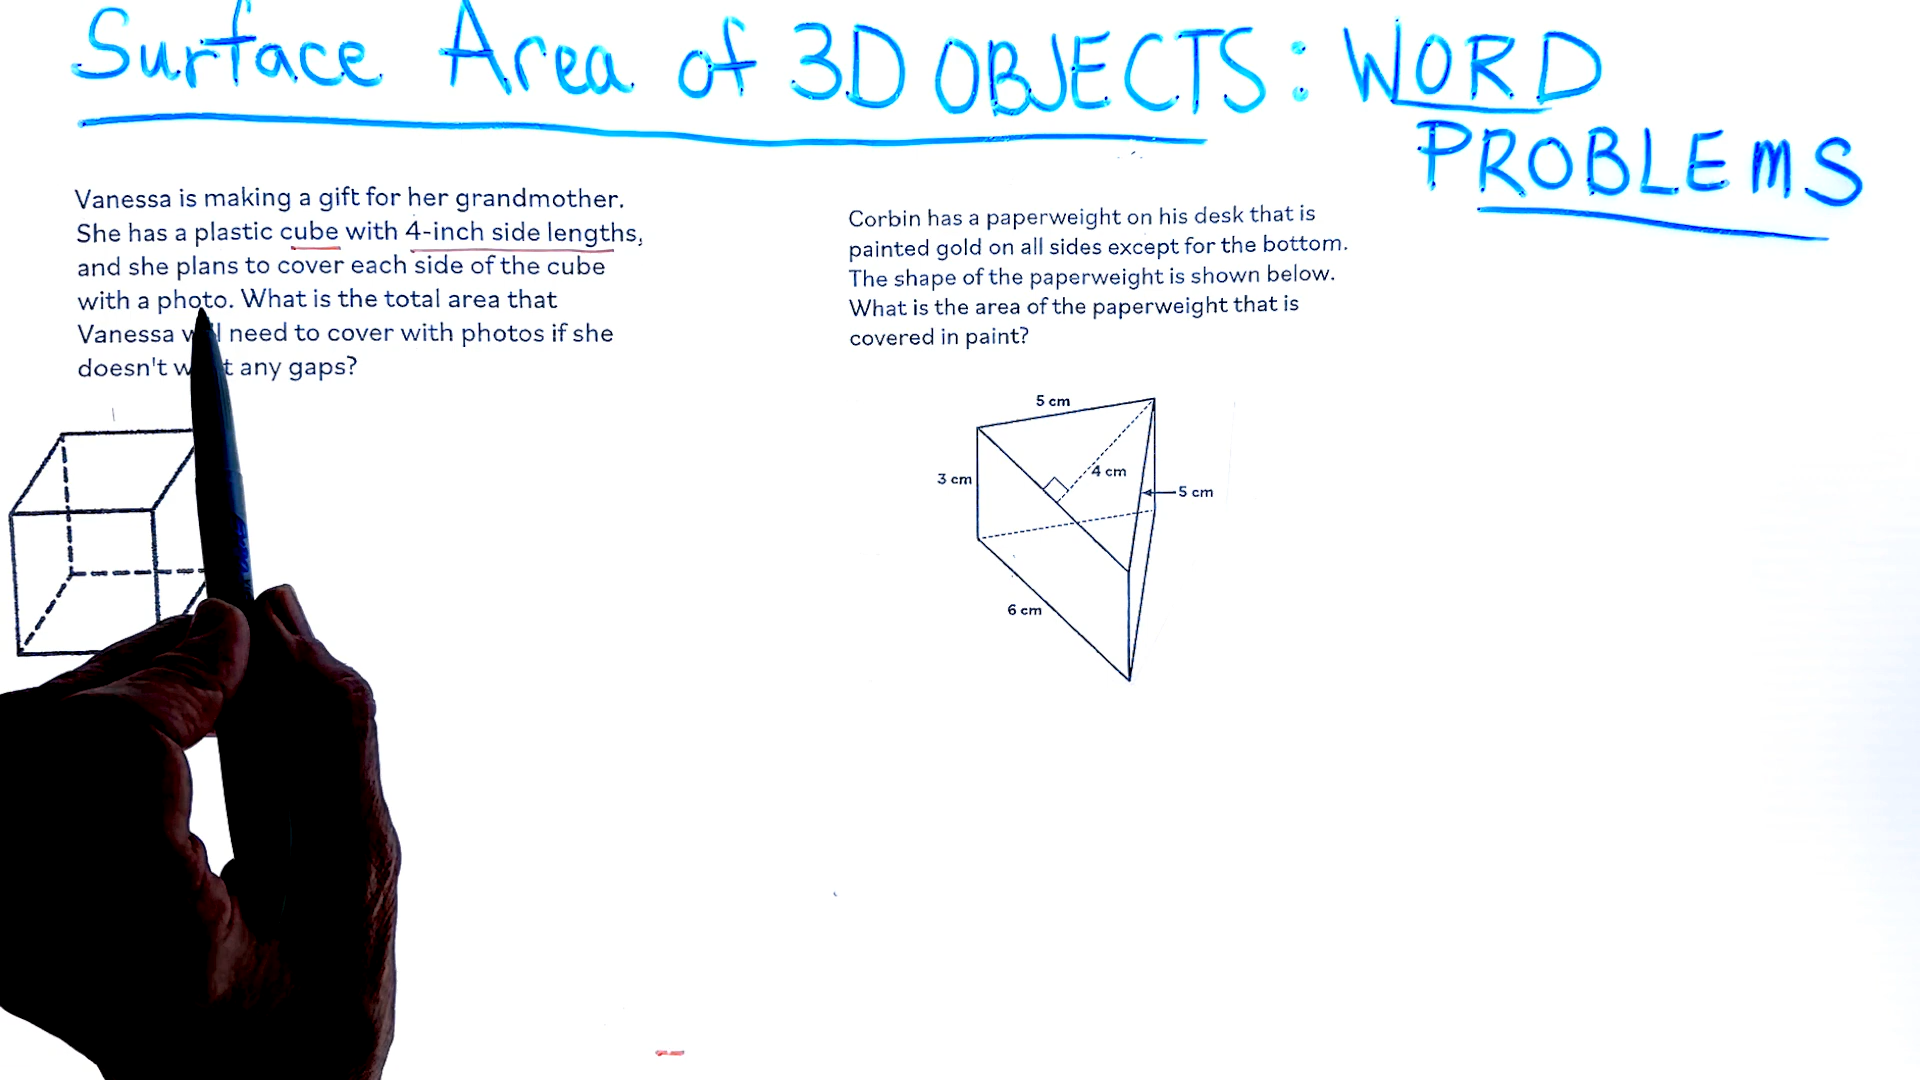 Surface Area of 3D OBJECTS: WORD
PROBLEMS
Vanessa is making a gift for her grandmother.
She has a plastic cube with 4-inch side lengths,
and she plans to cover each side of the cube
with a photo. What is the total area that
Vanessa need to cover with photos if she
doesn't any gaps?
Corbin has a paperweight on his desk that is
painted gold on all sides except for the bottom.
The shape of the paperweight is shown below.
What is the area of the paperweight that is
covered in paint?
5 cm
3 cm
4 cm
5 cm
6 cm